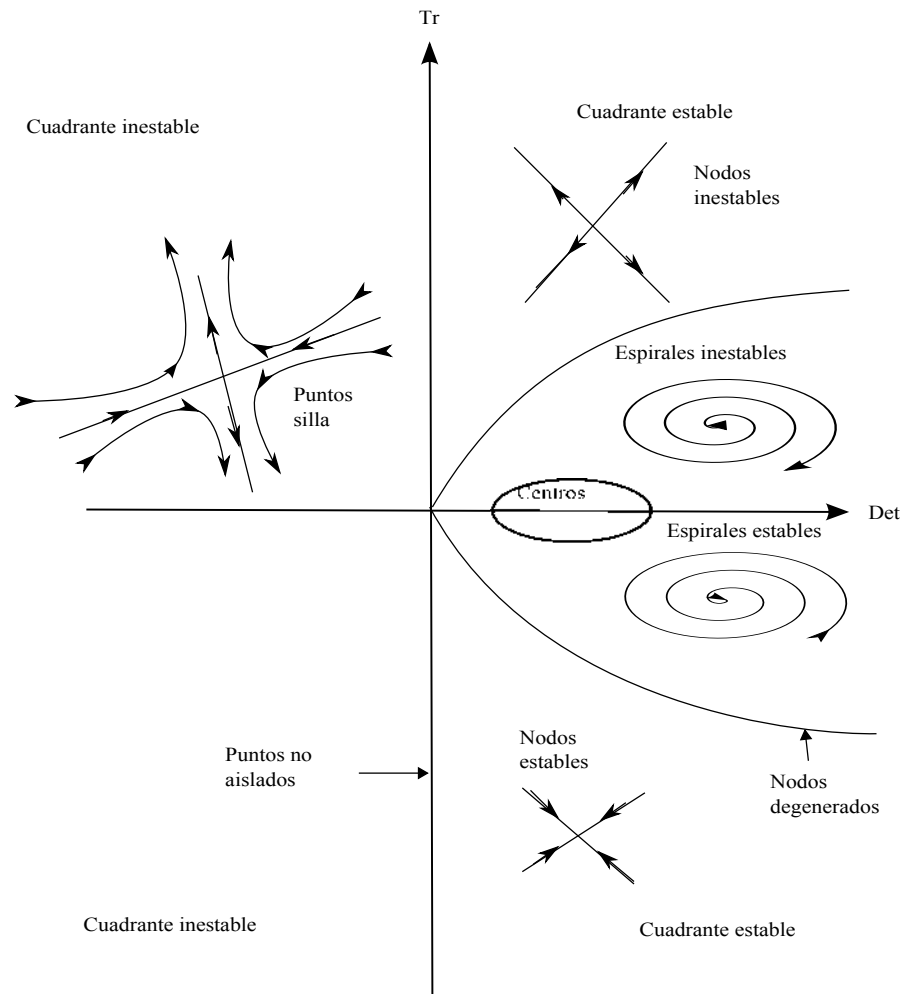 Tr
Cuadrante inestable
Cuadrante estable
Nodos
inestables
Espirales inestables
Puntos
silla
Centros
Det
Espirales estables
Puntos no
aislados
Nodos
estables
Nodos
degenerados
Cuadrante inestable
Cuadrante estable